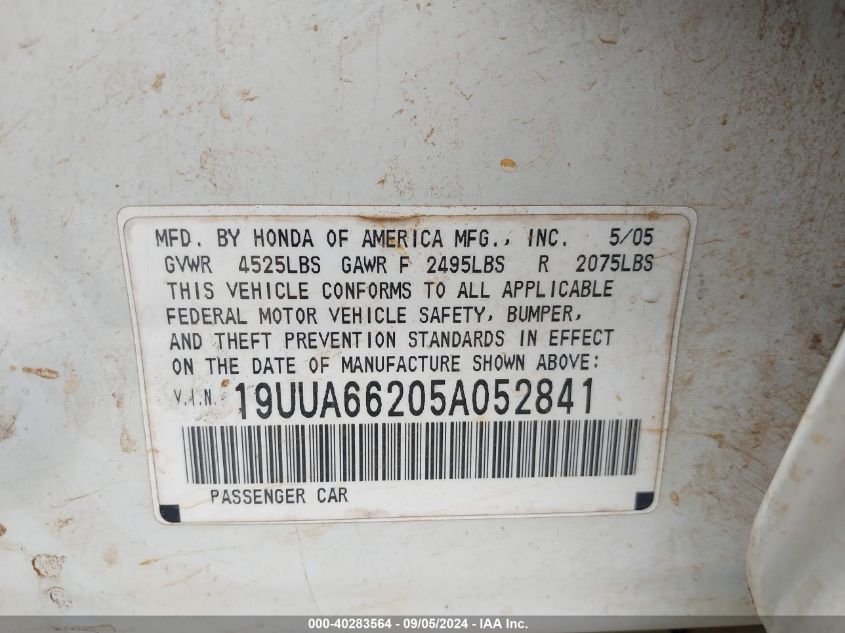 MFD. BY HONDA OF AMERICA MFG., INC. 5/05
GVWR 4525LBS GAWR F 2495LBS R 2075LBS
THIS VEHICLE CONFORMS TO ALL APPLICABLE
FEDERAL MOTOR VEHICLE SAFETY, BUMPER,
AND THEFT PREVENTION STANDARDS IN EFFECT
ON THE DATE OF MANUFACTURE SHOWN ABOVE:
V.I.N. 19UUA66205A052841
PASSENGER CAR
000-40283564 - 09/05/2024 - IAA Inc.